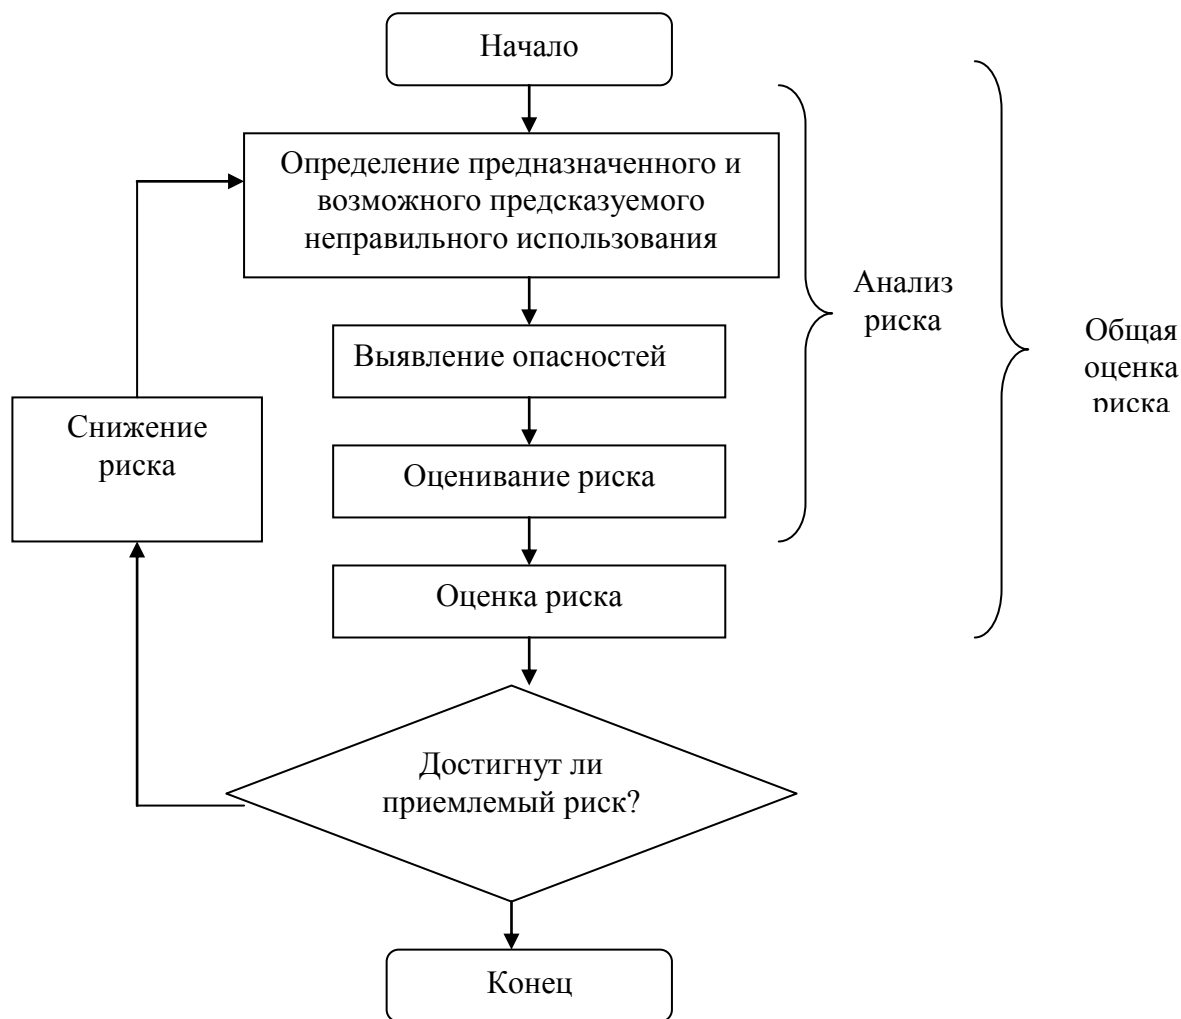 Начало
Определение предназначенного и
возможного предсказуемого
неправильного использования
Анализ
риска
Общая
оценка
риска
Выявление опасностей
Снижение
риска
Оценивание риска
Оценка риска
Достигнут ли
приемлемый риск?
Конец